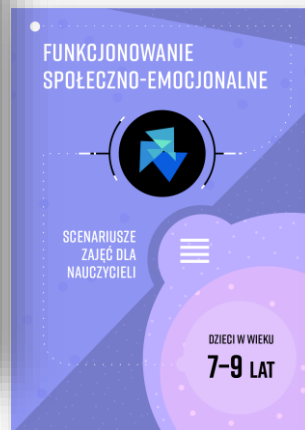 FUNKCJONOWANIE
SPOŁECZNO-EMOCJONALNE
SCENARIUSZE
ZAJĘĆ DLA
NAUCZYCIELI
DZIECI W WIEKU
7-9 LAT